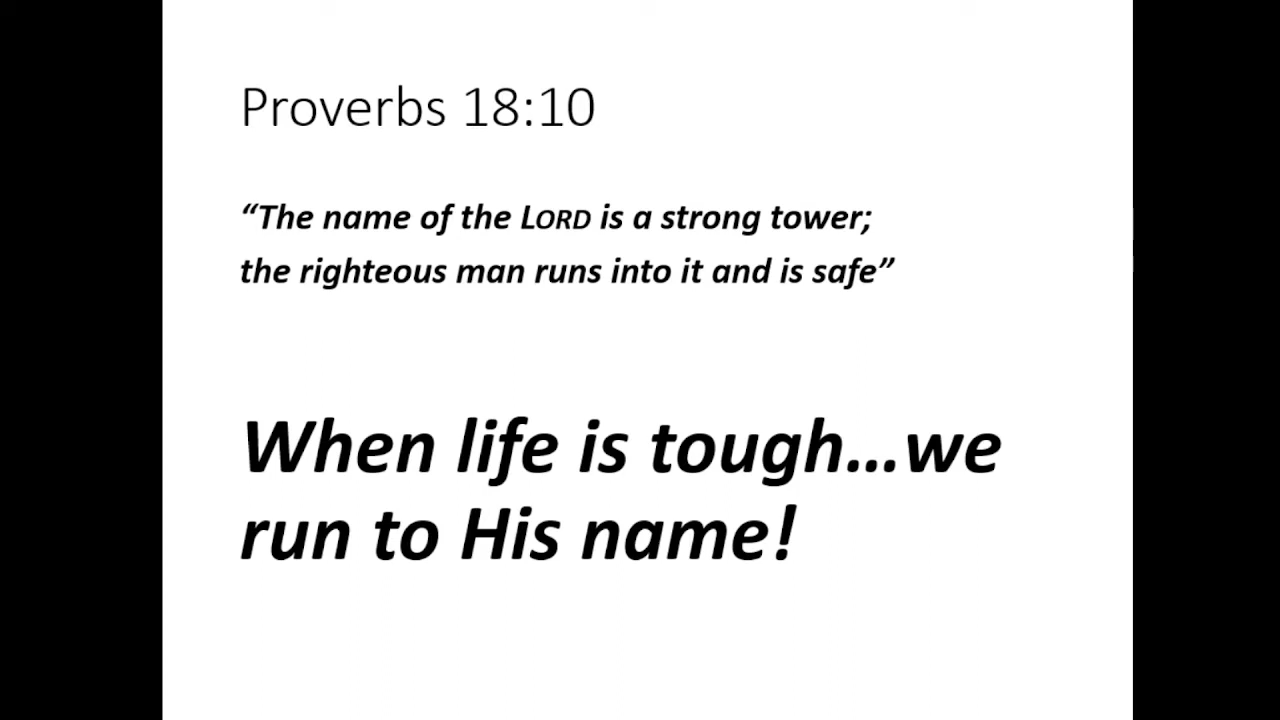 Proverbs 18:10
“The name of the LORD is a strong tower;
the righteous man runs into it and is safe”
When life is tough…we
run to His name!